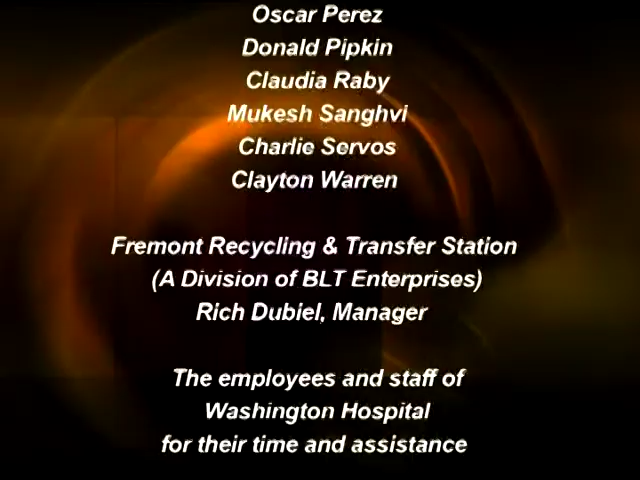 Oscar Perez
Donald Pipkin
Claudia Raby
Mukesh Sanghvi
Charlie Servos
Clayton Warren
Fremont Recycling & Transfer Station
(A Division of BLT Enterprises)
Rich Dubiel, Manager
The employees and staff of
Washington Hospital
for their time and assistance